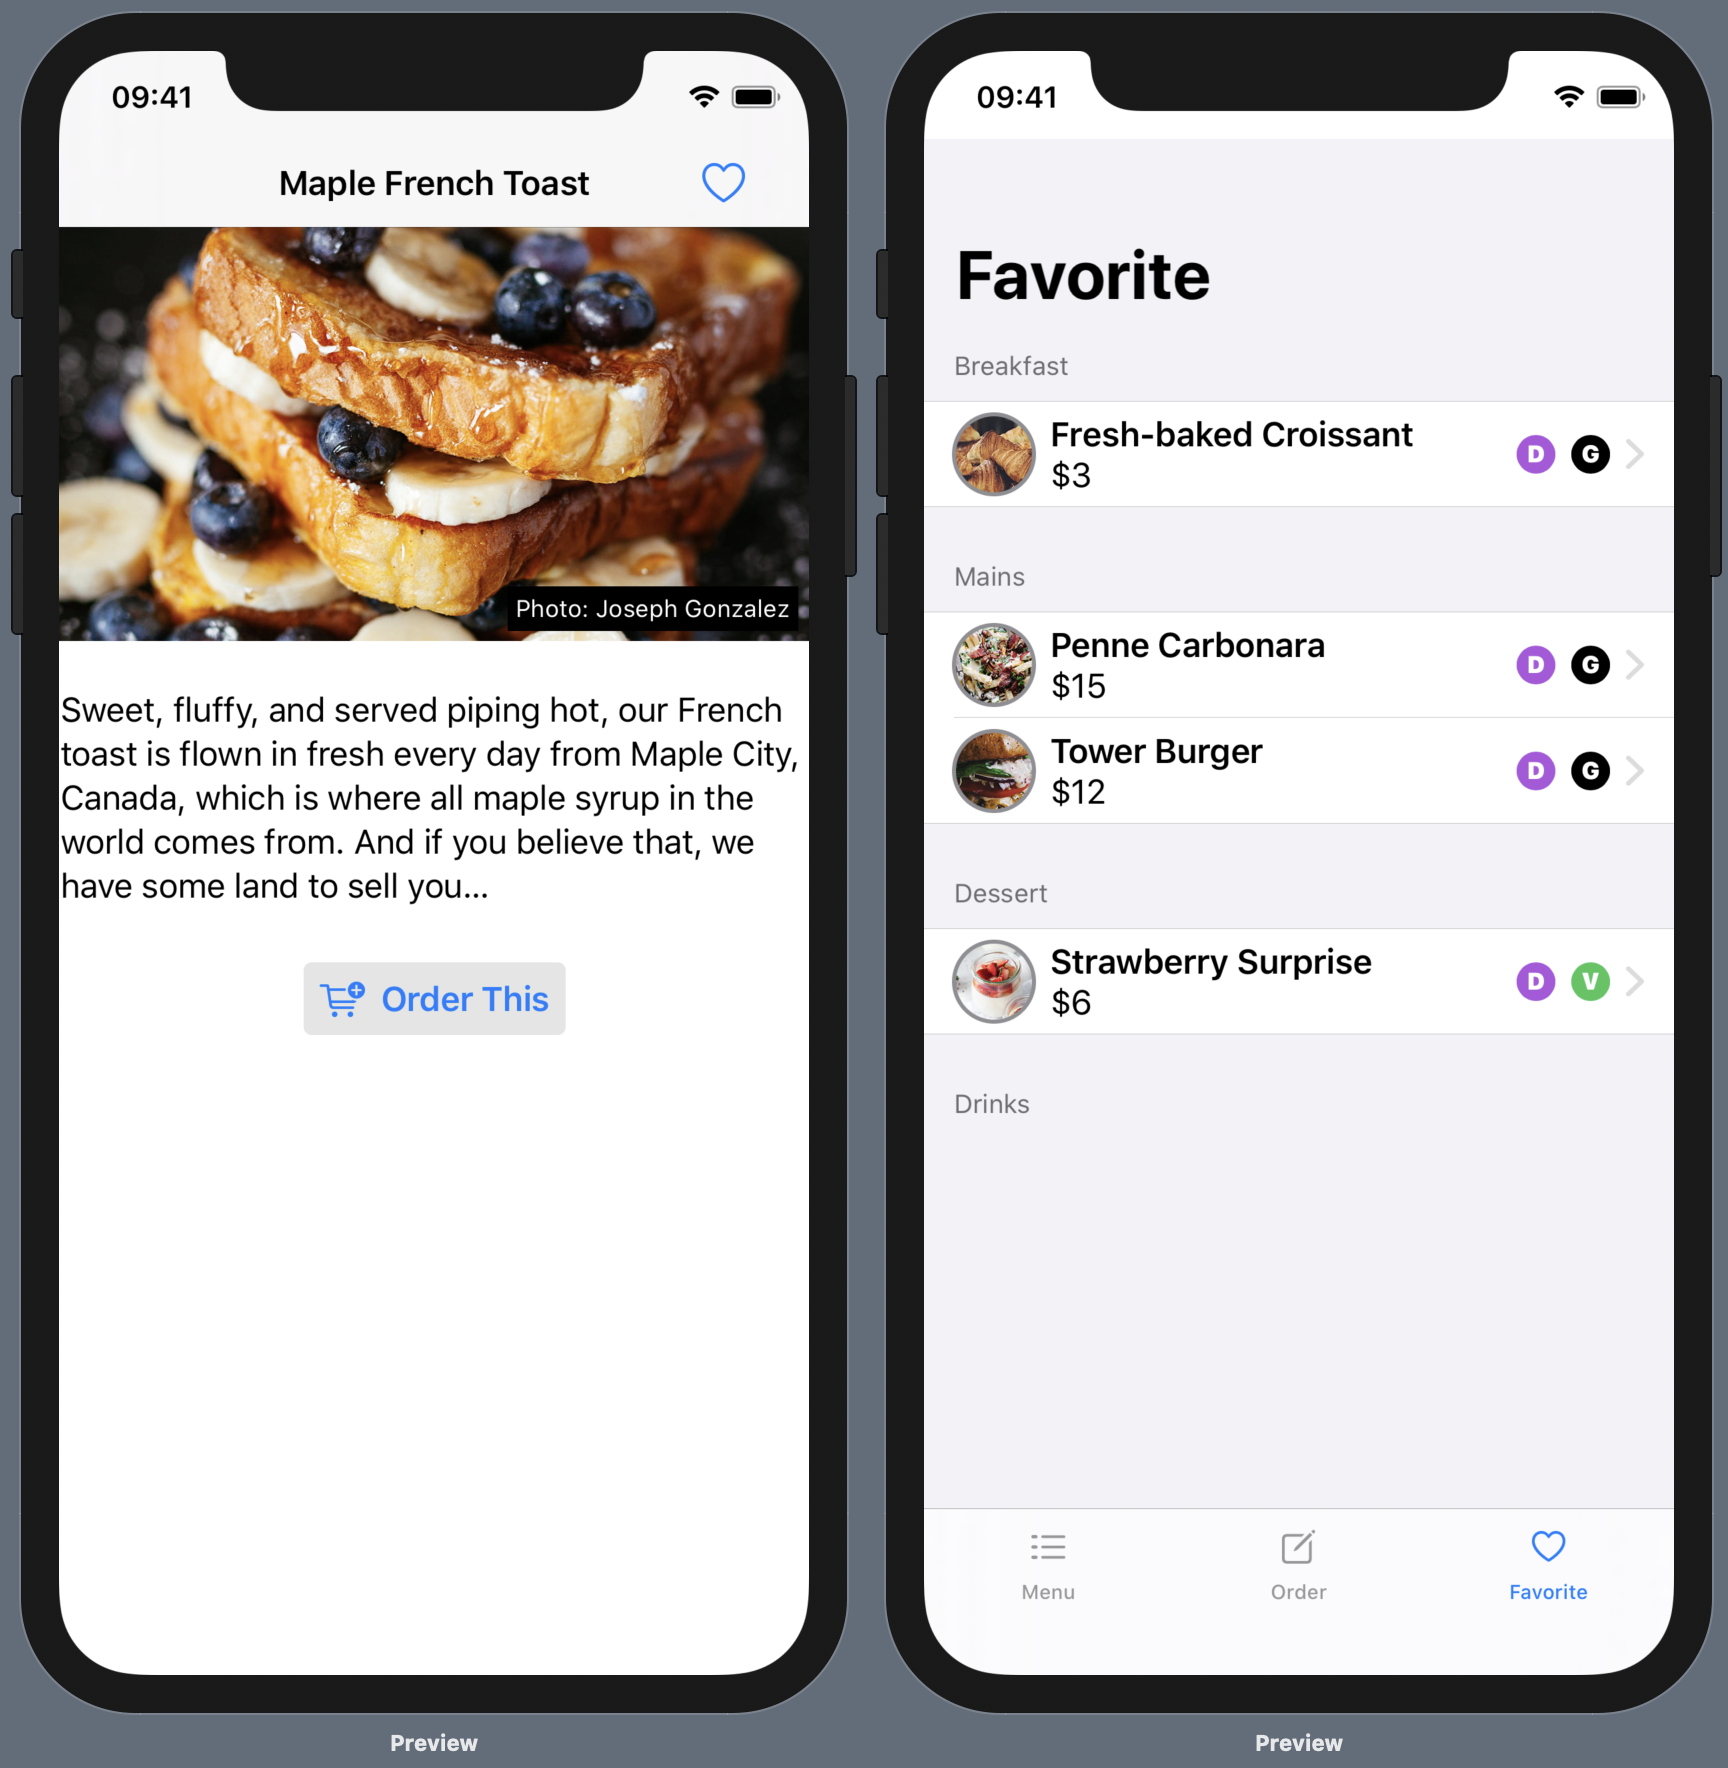 09:41
Maple French Toast
Photo: Joseph Gonzalez
Sweet, fluffy, and served piping hot, our French
toast is flown in fresh every day from Maple City,
Canada, which is where all maple syrup in the
world comes from. And if you believe that, we
have some land to sell you...
Order This
Preview
09:41
Favorite
Breakfast
Fresh-baked Croissant
$3
D G
Mains
Penne Carbonara
$15
D G
Tower Burger
$12
D G
Dessert
Strawberry Surprise
$6
D V
Drinks
Menu Order Favorite
Preview